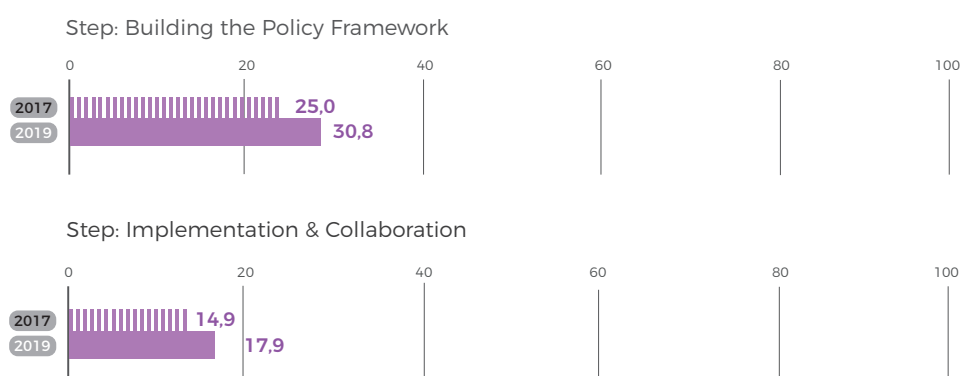 Step: Building the Policy Framework
0 20 40 60 80 100
2017 25,0
2019 30,8
Step: Implementation & Collaboration
0 20 40 60 80 100
2017 14,9
2019 17,9